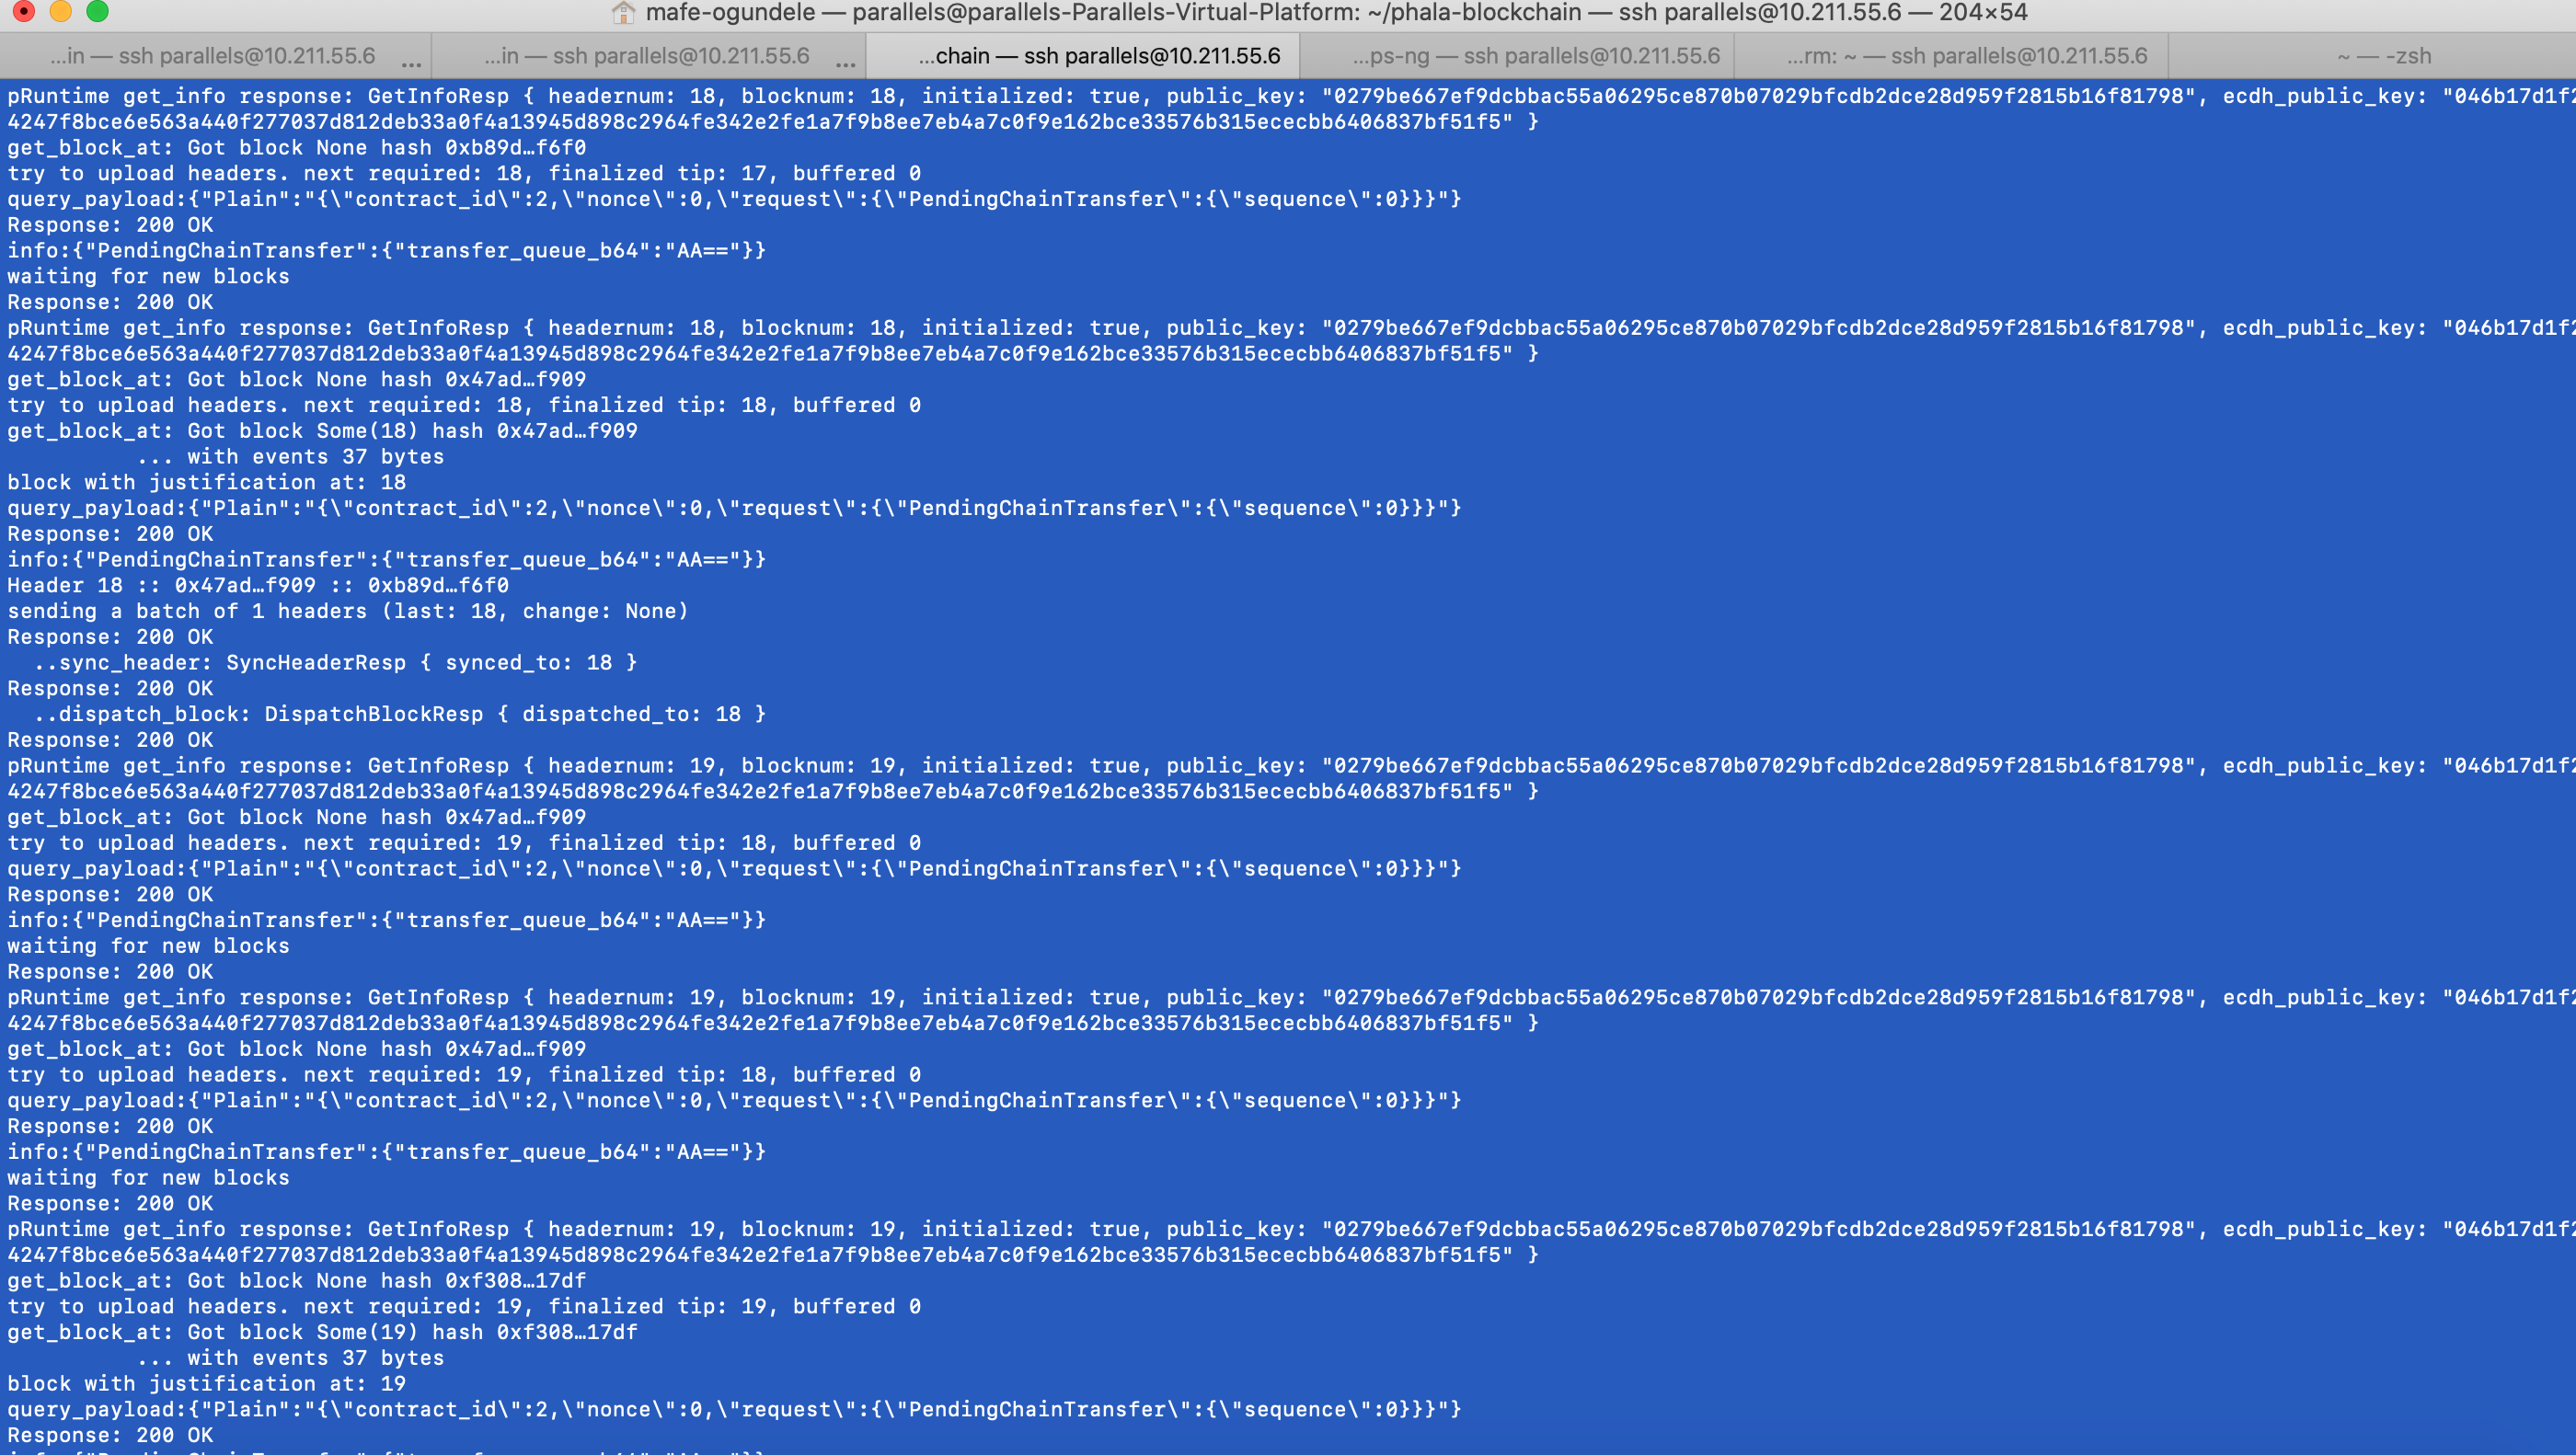 mafe-ogundele — parallels@parallels-Parallels-Virtual-Platform: ~/phala-blockchain — ssh parallels@10.211.55.6 — 204×54
...in — ssh parallels@10.211.55.6 ... ...in — ssh parallels@10.211.55.6 ... ...chain — ssh parallels@10.211.55.6 ...ps-ng — ssh parallels@10.211.55.6 ...rm: ~ — ssh parallels@10.211.55.6 ~ — -zsh
pRuntime get_info response: GetInfoResp { headernum: 18, blocknum: 18, initialized: true, public_key: "0279be667ef9dcbbac55a06295ce870b07029bfcdb2dce28d959f2815b16f81798", ecdh_public_key: "046b17d1f2
4247f8bce6e563a440f277037d812deb33a0f4a13945d898c2964fe342e2fe1a7f9b8ee7eb4a7c0f9e162bce33576b315ececbb6406837bf51f5" }
get_block_at: Got block None hash 0xb89d…f6f0
try to upload headers. next required: 18, finalized tip: 17, buffered 0
query_payload:{"Plain":"{\"contract_id\":2,\"nonce\":0,\"request\":{\"PendingChainTransfer\":{\"sequence\":0}}}"}
Response: 200 OK
info:{"PendingChainTransfer":{"transfer_queue_b64":"AA=="}}
waiting for new blocks
Response: 200 OK
pRuntime get_info response: GetInfoResp { headernum: 18, blocknum: 18, initialized: true, public_key: "0279be667ef9dcbbac55a06295ce870b07029bfcdb2dce28d959f2815b16f81798", ecdh_public_key: "046b17d1f2
4247f8bce6e563a440f277037d812deb33a0f4a13945d898c2964fe342e2fe1a7f9b8ee7eb4a7c0f9e162bce33576b315ececbb6406837bf51f5" }
get_block_at: Got block None hash 0x47ad…f909
try to upload headers. next required: 18, finalized tip: 18, buffered 0
get_block_at: Got block Some(18) hash 0x47ad…f909
... with events 37 bytes
block with justification at: 18
query_payload:{"Plain":"{\"contract_id\":2,\"nonce\":0,\"request\":{\"PendingChainTransfer\":{\"sequence\":0}}}"}
Response: 200 OK
info:{"PendingChainTransfer":{"transfer_queue_b64":"AA=="}}
Header 18 :: 0x47ad…f909 :: 0xb89d…f6f0
sending a batch of 1 headers (last: 18, change: None)
Response: 200 OK
..sync_header: SyncHeaderResp { synced_to: 18 }
Response: 200 OK
..dispatch_block: DispatchBlockResp { dispatched_to: 18 }
Response: 200 OK
pRuntime get_info response: GetInfoResp { headernum: 19, blocknum: 19, initialized: true, public_key: "0279be667ef9dcbbac55a06295ce870b07029bfcdb2dce28d959f2815b16f81798", ecdh_public_key: "046b17d1f2
4247f8bce6e563a440f277037d812deb33a0f4a13945d898c2964fe342e2fe1a7f9b8ee7eb4a7c0f9e162bce33576b315ececbb6406837bf51f5" }
get_block_at: Got block None hash 0x47ad…f909
try to upload headers. next required: 19, finalized tip: 18, buffered 0
query_payload:{"Plain":"{\"contract_id\":2,\"nonce\":0,\"request\":{\"PendingChainTransfer\":{\"sequence\":0}}}"}
Response: 200 OK
info:{"PendingChainTransfer":{"transfer_queue_b64":"AA=="}}
waiting for new blocks
Response: 200 OK
pRuntime get_info response: GetInfoResp { headernum: 19, blocknum: 19, initialized: true, public_key: "0279be667ef9dcbbac55a06295ce870b07029bfcdb2dce28d959f2815b16f81798", ecdh_public_key: "046b17d1f2
4247f8bce6e563a440f277037d812deb33a0f4a13945d898c2964fe342e2fe1a7f9b8ee7eb4a7c0f9e162bce33576b315ececbb6406837bf51f5" }
get_block_at: Got block None hash 0x47ad…f909
try to upload headers. next required: 19, finalized tip: 18, buffered 0
query_payload:{"Plain":"{\"contract_id\":2,\"nonce\":0,\"request\":{\"PendingChainTransfer\":{\"sequence\":0}}}"}
Response: 200 OK
info:{"PendingChainTransfer":{"transfer_queue_b64":"AA=="}}
waiting for new blocks
Response: 200 OK
pRuntime get_info response: GetInfoResp { headernum: 19, blocknum: 19, initialized: true, public_key: "0279be667ef9dcbbac55a06295ce870b07029bfcdb2dce28d959f2815b16f81798", ecdh_public_key: "046b17d1f2
4247f8bce6e563a440f277037d812deb33a0f4a13945d898c2964fe342e2fe1a7f9b8ee7eb4a7c0f9e162bce33576b315ececbb6406837bf51f5" }
get_block_at: Got block None hash 0xf308…17df
try to upload headers. next required: 19, finalized tip: 19, buffered 0
get_block_at: Got block Some(19) hash 0xf308…17df
... with events 37 bytes
block with justification at: 19
query_payload:{"Plain":"{\"contract_id\":2,\"nonce\":0,\"request\":{\"PendingChainTransfer\":{\"sequence\":0}}}"}
Response: 200 OK